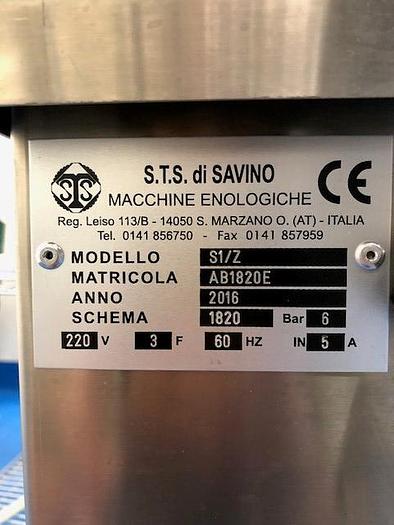 STS
S.T.S. di SAVINO
MACCHINE ENOLOGICHE CE
Reg. Leiso 113/B - 14050 S. MARZANO O. (AT) - ITALIA
Tel. 0141 856750 - Fax 0141 857959
MODELLO S1/Z
MATRICOLA AB1820E
ANNO 2016
SCHEMA 1820 Bar 6
220 V 3 F 60 HZ IN 5 A